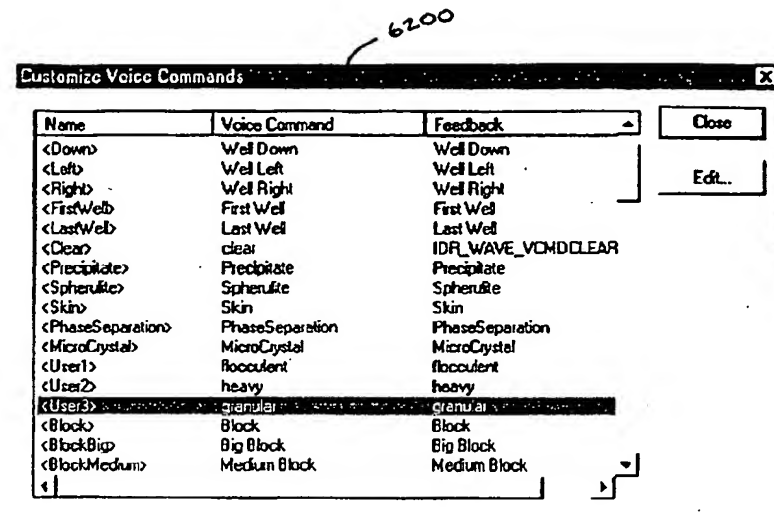 6200
Customize Voice Commands
Name Voice Command Feedback Close
<Down> Well Down Well Down
<Left> Well Left Well Left Edit...
<Right> Well Right Well Right
<FirstWell> First Well First Well
<LastWell> Last Well Last Well
<Clear> clear IDR_WAVE_VCMDCLEAR
<Precipitate> Precipitate Precipitate
<Spherulite> Spherulite Spherulite
<Skin> Skin Skin
<PhaseSeparation> PhaseSeparation PhaseSeparation
<MicroCrystal> MicroCrystal MicroCrystal
<User1> flocculent flocculent
<User2> heavy heavy
<User3> granular granular
<Block> Block Block
<BlockBig> Big Block Big Block
<BlockMedium> Medium Block Medium Block